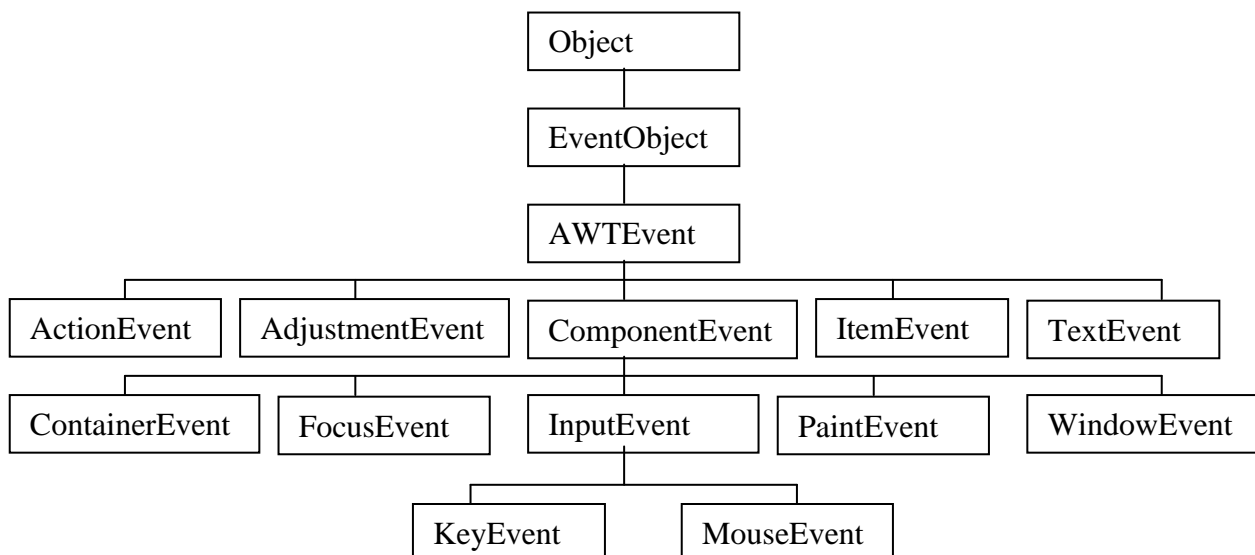 Object
EventObject
AWTEvent
ActionEvent
AdjustmentEvent
ComponentEvent
ItemEvent
TextEvent
ContainerEvent
FocusEvent
InputEvent
PaintEvent
WindowEvent
KeyEvent
MouseEvent